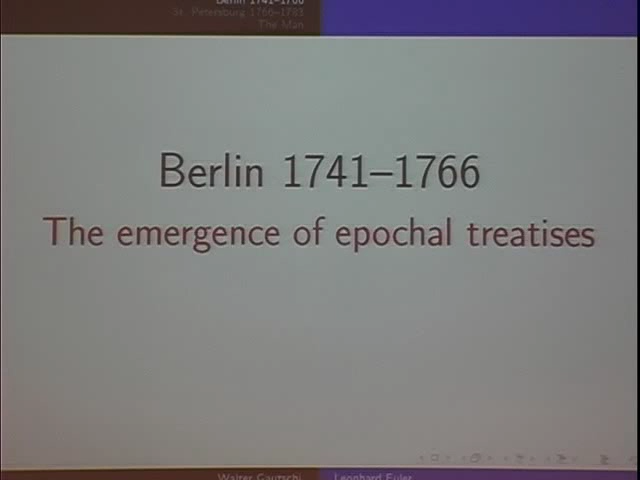 Berlin 1741–1766
St. Petersburg 1766–1783
The Man
Berlin 1741–1766
The emergence of epochal treatises
Walter Gautschi
Leonhard Euler